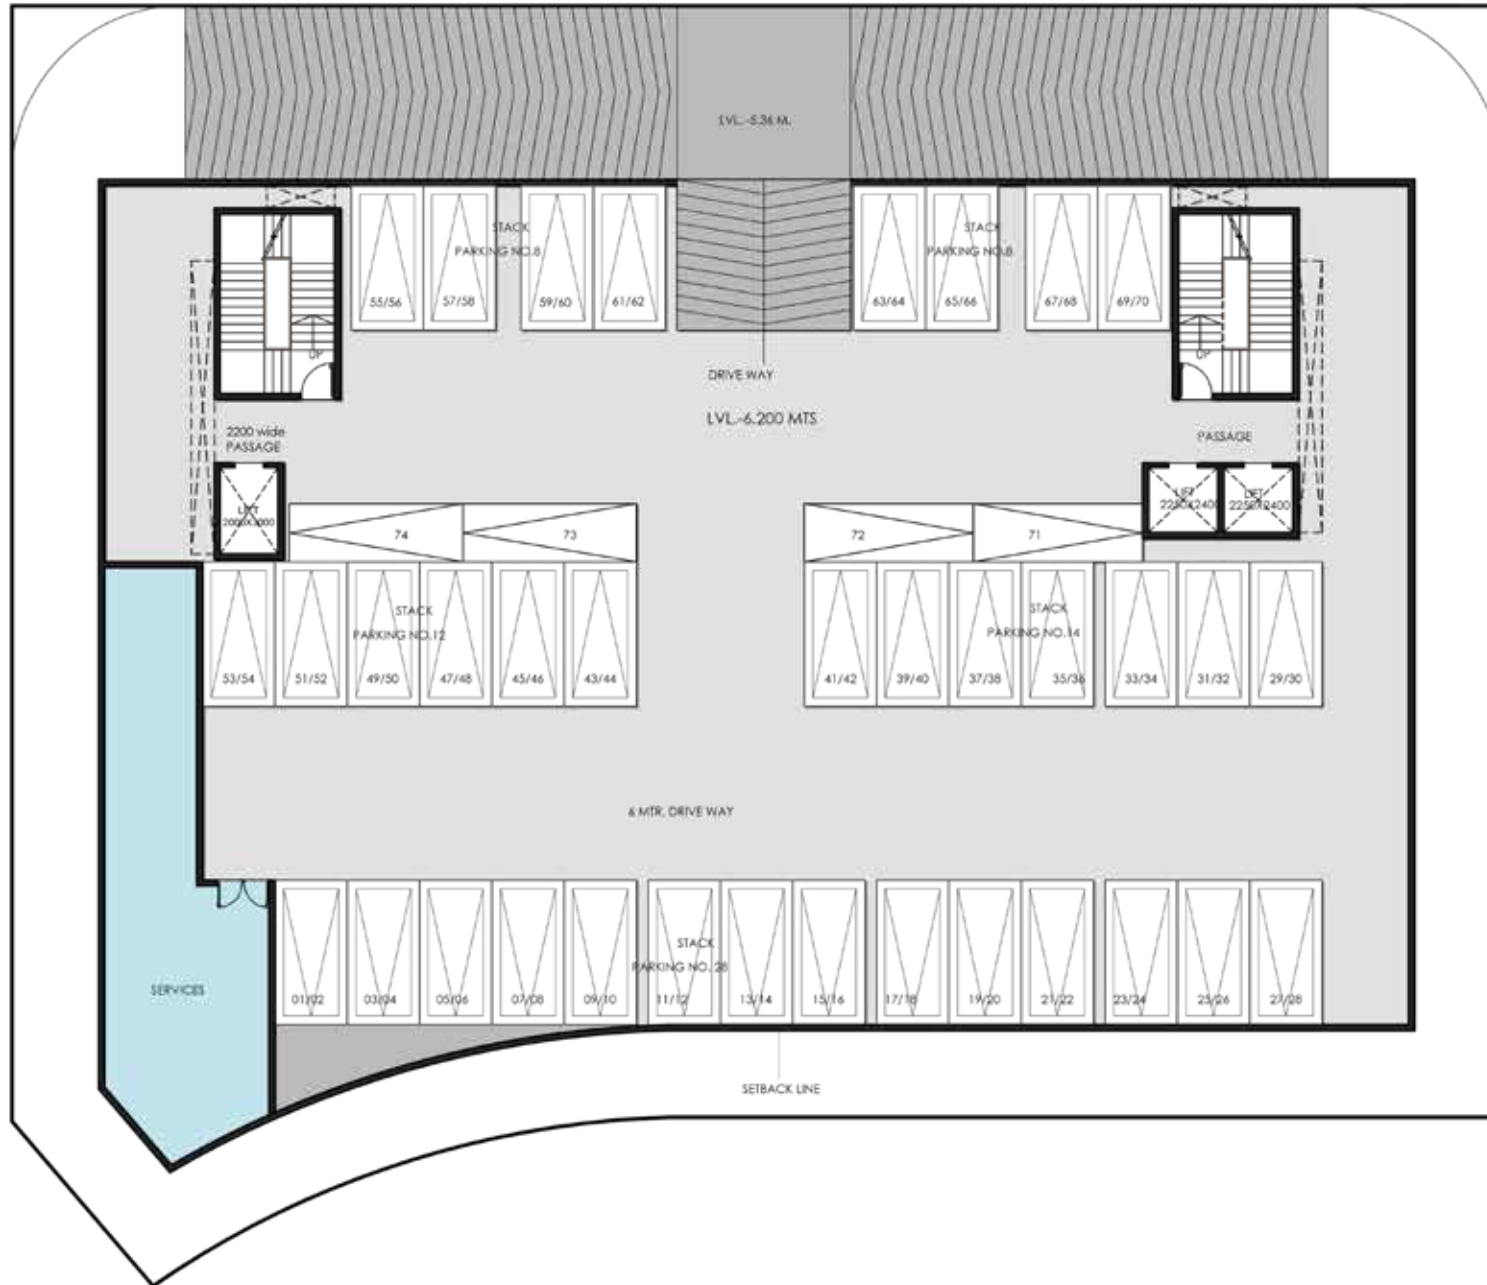 LVL.-5.36 M.
STACK
PARKING NO.8
STACK
PARKING NO.8
55/56
57/58
59/60
61/62
63/64
65/66
67/68
69/70
UP
UP
DRIVE WAY
LVL.-6.200 MTS
2200 wide
PASSAGE
PASSAGE
LIFT
2000X3000
LIFT
2250X2400
LIFT
2250X2400
74
73
72
71
STACK
PARKING NO.12
STACK
PARKING NO.14
53/54
51/52
49/50
47/48
45/46
43/44
41/42
39/40
37/38
35/36
33/34
31/32
29/30
6 MTR. DRIVE WAY
STACK
PARKING NO. 28
SERVICES
01/02
03/04
05/06
07/08
09/10
11/12
13/14
15/16
17/18
19/20
21/22
23/24
25/26
27/28
SETBACK LINE